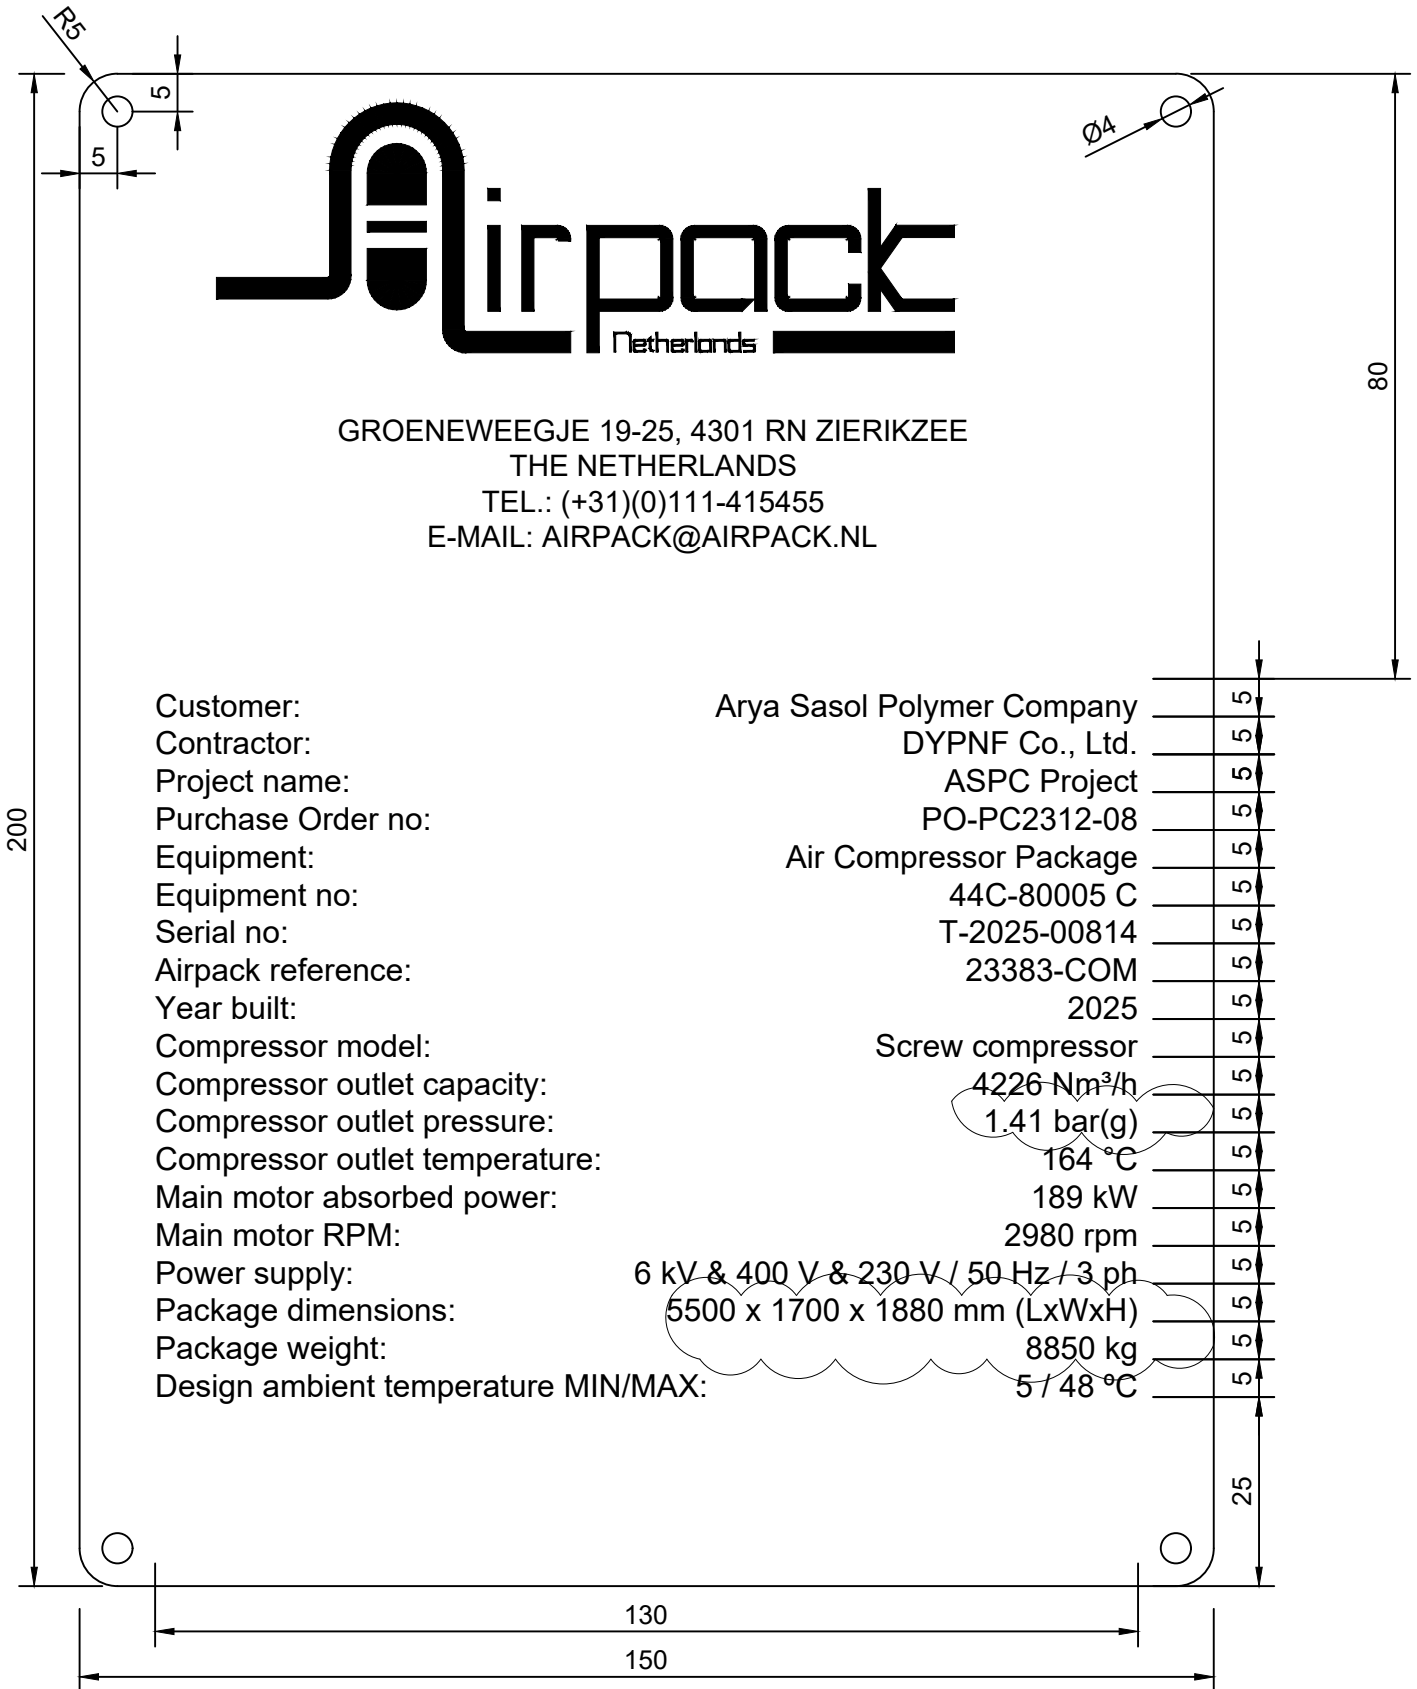 R5
5
5
Ø4
Airpack
Netherlands
80
GROENEWEEGJE 19-25, 4301 RN ZIERIKZEE
THE NETHERLANDS
TEL.: (+31)(0)111-415455
E-MAIL: AIRPACK@AIRPACK.NL
200
Customer: Arya Sasol Polymer Company 5
Contractor: DYPNF Co., Ltd. 5
Project name: ASPC Project 5
Purchase Order no: PO-PC2312-08 5
Equipment: Air Compressor Package 5
Equipment no: 44C-80005 C 5
Serial no: T-2025-00814 5
Airpack reference: 23383-COM 5
Year built: 2025 5
Compressor model: Screw compressor 5
Compressor outlet capacity: 4226 Nm³/h 5
Compressor outlet pressure: 1.41 bar(g) 5
Compressor outlet temperature: 164 °C 5
Main motor absorbed power: 189 kW 5
Main motor RPM: 2980 rpm 5
Power supply: 6 kV & 400 V & 230 V / 50 Hz / 3 ph 5
Package dimensions: 5500 x 1700 x 1880 mm (LxWxH) 5
Package weight: 8850 kg 5
Design ambient temperature MIN/MAX: 5 / 48 ºC 5
25
130
150